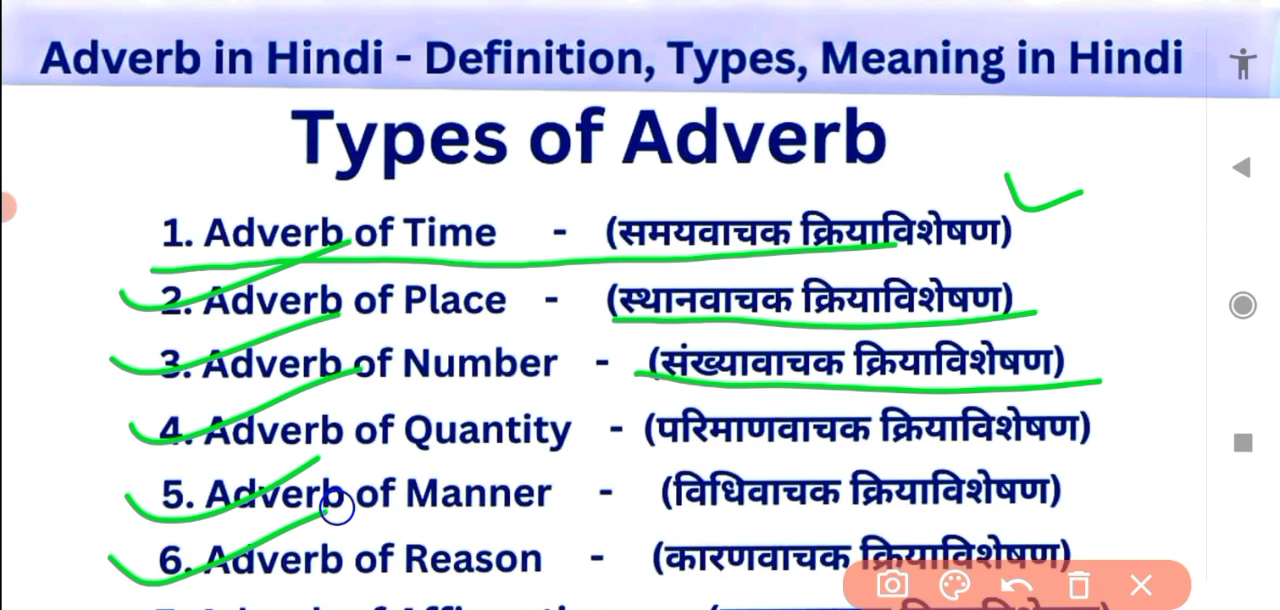 Adverb in Hindi - Definition, Types, Meaning in Hindi
Types of Adverb
1. Adverb of Time - (समयवाचक क्रियाविशेषण)
2. Adverb of Place - (स्थानवाचक क्रियाविशेषण)
3. Adverb of Number - (संख्यावाचक क्रियाविशेषण)
4. Adverb of Quantity - (परिमाणवाचक क्रियाविशेषण)
5. Adverb of Manner - (विधिवाचक क्रियाविशेषण)
6. Adverb of Reason - (कारणवाचक क्रियाविशेषण)